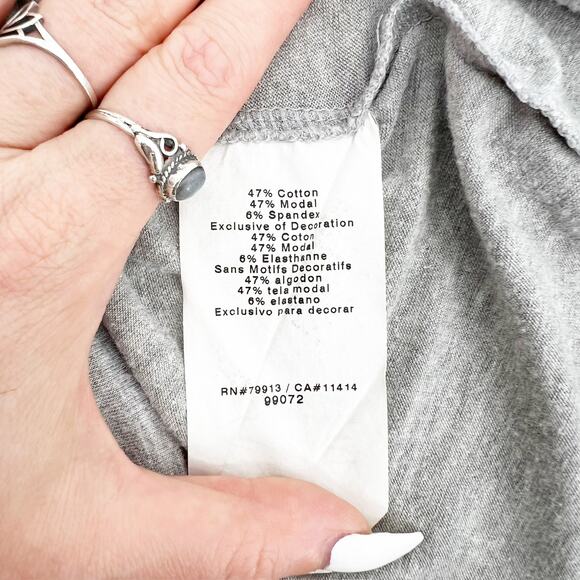 47% Cotton
47% Modal
6% Spandex
Exclusive of Decoration
47% Coton
47% Modal
6% Elasthanne
Sans Motifs Decoratifs
47% algodon
47% tela modal
6% elastano
Exclusivo para decorar
RN#79913 / CA#11414
99072